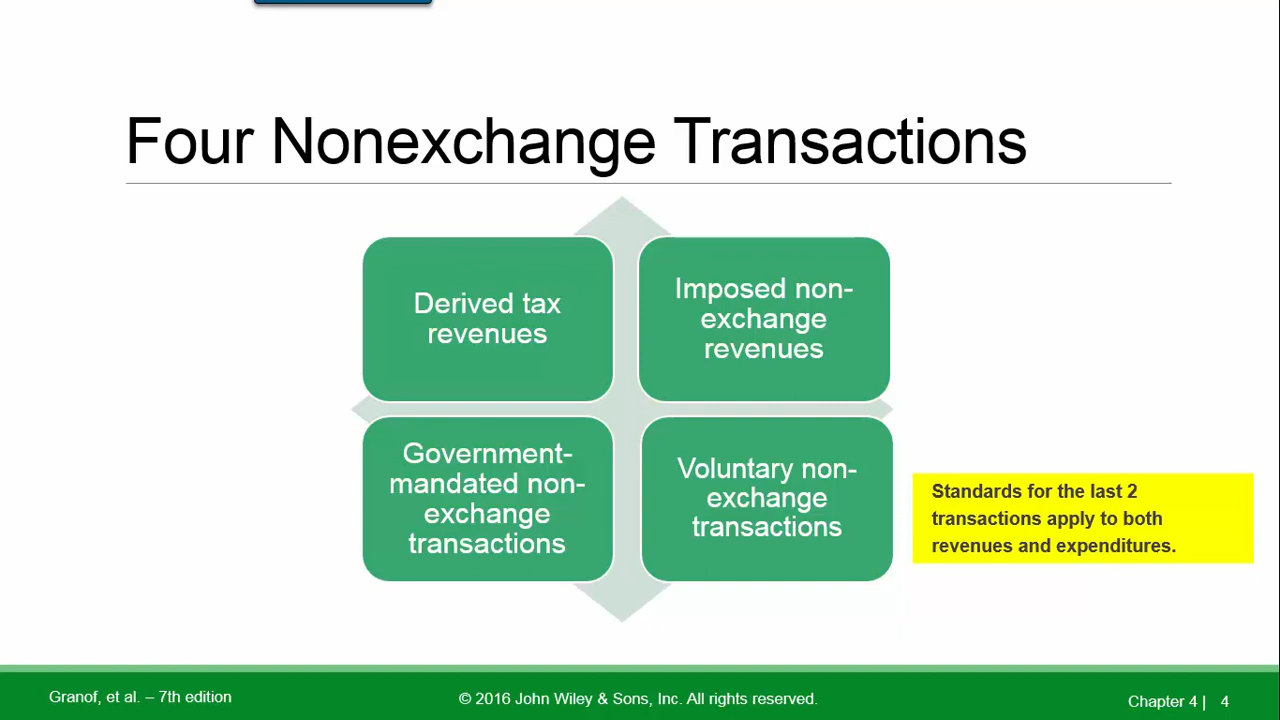 Four Nonexchange Transactions
Derived tax
revenues
Imposed non-
exchange
revenues
Government-
mandated non-
exchange
transactions
Voluntary non-
exchange
transactions
Standards for the last 2
transactions apply to both
revenues and expenditures.
Granof, et al. – 7th edition
© 2016 John Wiley & Sons, Inc. All rights reserved.
Chapter 4 | 4